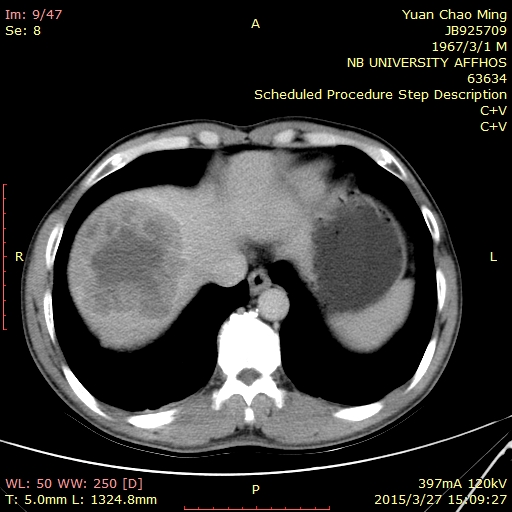 Im: 9/47
Se: 8
A
Yuan Chao Ming
JB925709
1967/3/1 M
NB UNIVERSITY AFFHOS
63634
Scheduled Procedure Step Description
C+V
C+V
R
L
WL: 50 WW: 250 [D]
T: 5.0mm L: 1324.8mm
P
397mA 120kV
2015/3/27 15:09:27